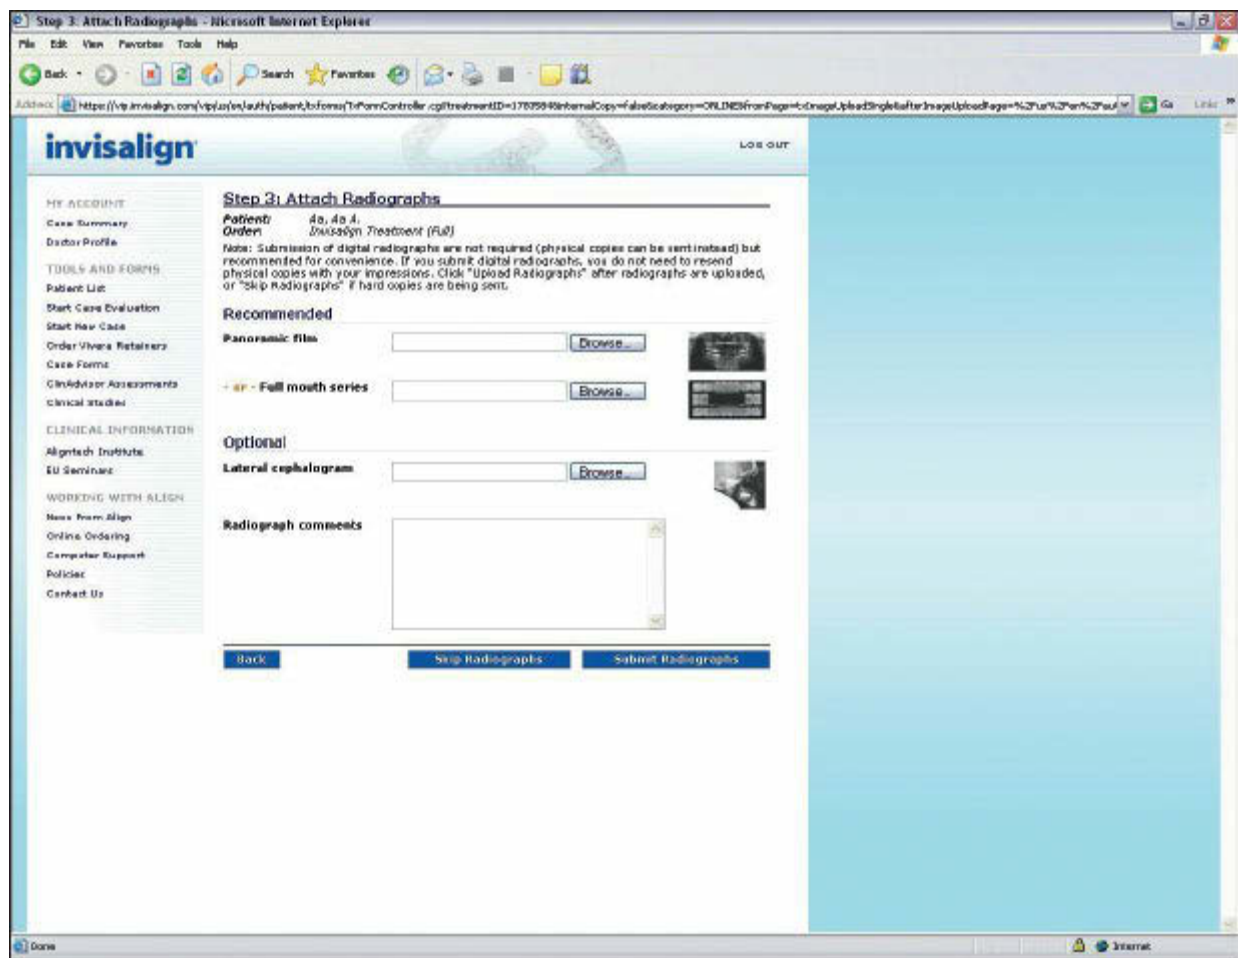 Step 3: Attach Radiographs - Microsoft Internet Explorer
File Edit View Favorites Tools Help
Back Search Favorites
Address Go Links
invisalign
LOG OUT
MY ACCOUNT
Case Summary
Doctor Profile
TOOLS AND FORMS
Patient List
Start Case Evaluation
Start New Case
Order Vivera Retainers
Case Forms
ClinAdvisor Assessments
Clinical Studies
CLINICAL INFORMATION
Aligntech Institute
EU Seminars
WORKING WITH ALIGN
News From Align
Online Ordering
Computer Support
Policies
Contact Us
Step 3: Attach Radiographs
Patient: Aa, Aa A.
Order: Invisalign Treatment (Full)
Note: Submission of digital radiographs are not required (physical copies can be sent instead) but
recommended for convenience. If you submit digital radiographs, you do not need to resend
physical copies with your impressions. Click "Upload Radiographs" after radiographs are uploaded,
or "Skip Radiographs" if hard copies are being sent.
Recommended
Panoramic film Browse...
- or - Full mouth series Browse...
Optional
Lateral cephalogram Browse...
Radiograph comments
Back Skip Radiographs Submit Radiographs
Done Internet